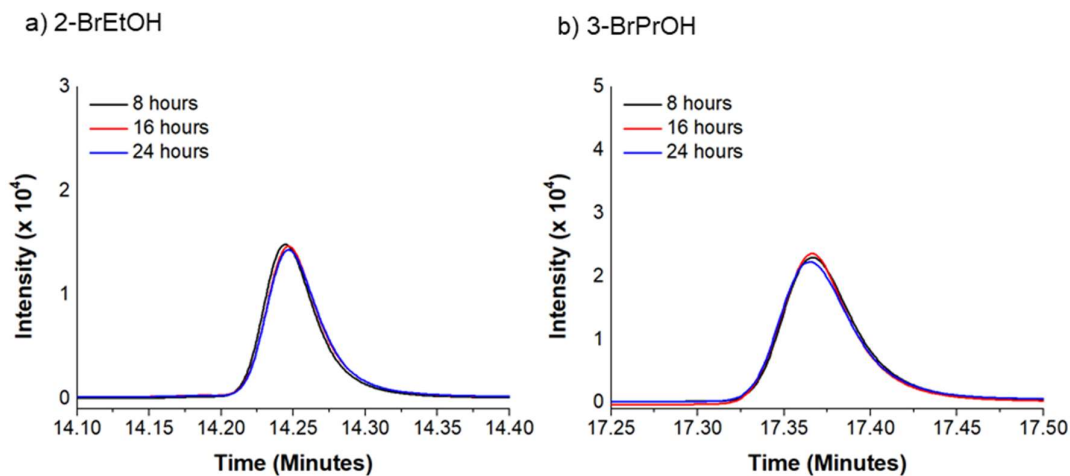 a) 2-BrEtOH
b) 3-BrPrOH
3
2
1
0
8 hours
16 hours
24 hours
Intensity (x 10⁴)
14.10 14.15 14.20 14.25 14.30 14.35 14.40
Time (Minutes)
5
4
3
2
1
0
8 hours
16 hours
24 hours
Intensity (x 10⁴)
17.25 17.30 17.35 17.40 17.45 17.50
Time (Minutes)